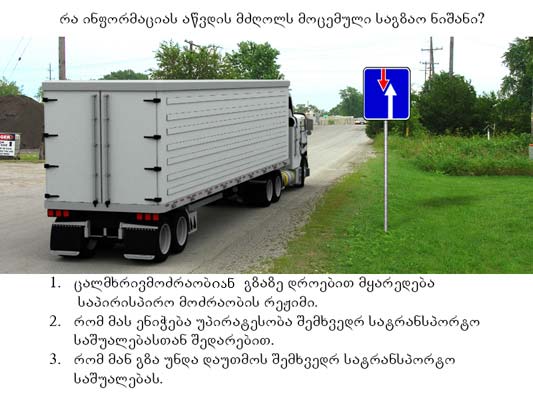 რა ინფორმაციას აწვდის მძღოლს მოცემული საგზაო ნიშანი?
1. ცალმხრივმოძრაობიან გზაზე დროებით მყარედება
საპირისპირო მოძრაობის რეჟიმი.
2. რომ მას ენიჭება უპირატესობა შემხვედრ სატრანსპორტო
საშუალებასთან შედარებით.
3. რომ მან გზა უნდა დაუთმოს შემხვედრ სატრანსპორტო
საშუალებას.